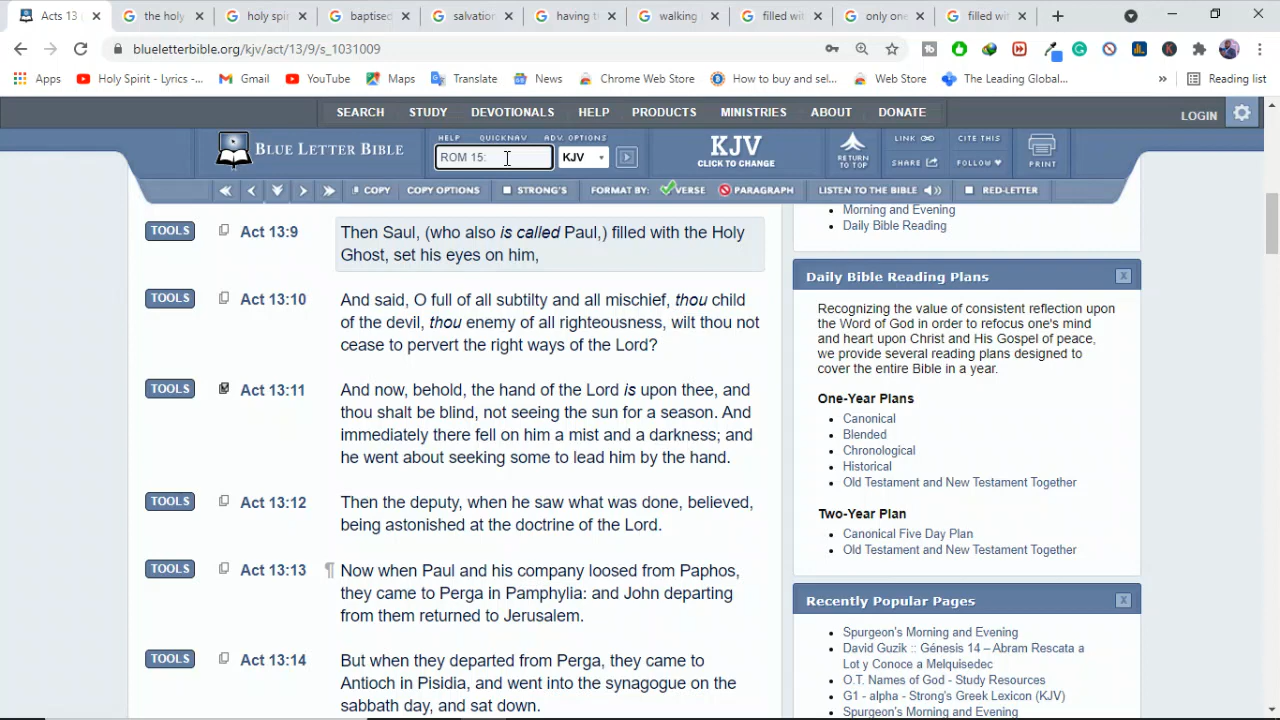 Acts 13
the holy
holy spi
baptised
salvatio
having t
walking
filled wit
only one
filled wi
blueletterbible.org/kjv/act/13/9/s_1031009
Apps
Holy Spirit - Lyrics -...
Gmail
YouTube
Maps
Translate
News
Chrome Web Store
How to buy and sel...
Web Store
The Leading Global...
»
Reading list
SEARCH
STUDY
DEVOTIONALS
HELP
PRODUCTS
MINISTRIES
ABOUT
DONATE
LOGIN
BLUE LETTER BIBLE
HELP
QUICKNAV
ADV. OPTIONS
ROM 15:
KJV
KJV
CLICK TO CHANGE
RETURN
TO TOP
LINK
CITE THIS
SHARE
FOLLOW
PRINT
COPY
COPY OPTIONS
STRONG'S
FORMAT BY:
VERSE
PARAGRAPH
LISTEN TO THE BIBLE
RED-LETTER
TOOLS
Act 13:9
Then Saul, (who also is called Paul,) filled with the Holy
Ghost, set his eyes on him,
TOOLS
Act 13:10
And said, O full of all subtilty and all mischief, thou child
of the devil, thou enemy of all righteousness, wilt thou not
cease to pervert the right ways of the Lord?
TOOLS
Act 13:11
And now, behold, the hand of the Lord is upon thee, and
thou shalt be blind, not seeing the sun for a season. And
immediately there fell on him a mist and a darkness; and
he went about seeking some to lead him by the hand.
TOOLS
Act 13:12
Then the deputy, when he saw what was done, believed,
being astonished at the doctrine of the Lord.
TOOLS
Act 13:13
¶ Now when Paul and his company loosed from Paphos,
they came to Perga in Pamphylia: and John departing
from them returned to Jerusalem.
TOOLS
Act 13:14
But when they departed from Perga, they came to
Antioch in Pisidia, and went into the synagogue on the
sabbath day, and sat down.
Morning and Evening
Daily Bible Reading
Daily Bible Reading Plans
Recognizing the value of consistent reflection upon
the Word of God in order to refocus one's mind
and heart upon Christ and His Gospel of peace,
we provide several reading plans designed to
cover the entire Bible in a year.
One-Year Plans
Canonical
Blended
Chronological
Historical
Old Testament and New Testament Together
Two-Year Plan
Canonical Five Day Plan
Old Testament and New Testament Together
Recently Popular Pages
Spurgeon's Morning and Evening
David Guzik :: Génesis 14 – Abram Rescata a
Lot y Conoce a Melquisedec
O.T. Names of God - Study Resources
G1 - alpha - Strong's Greek Lexicon (KJV)
Spurgeon's Morning and Evening